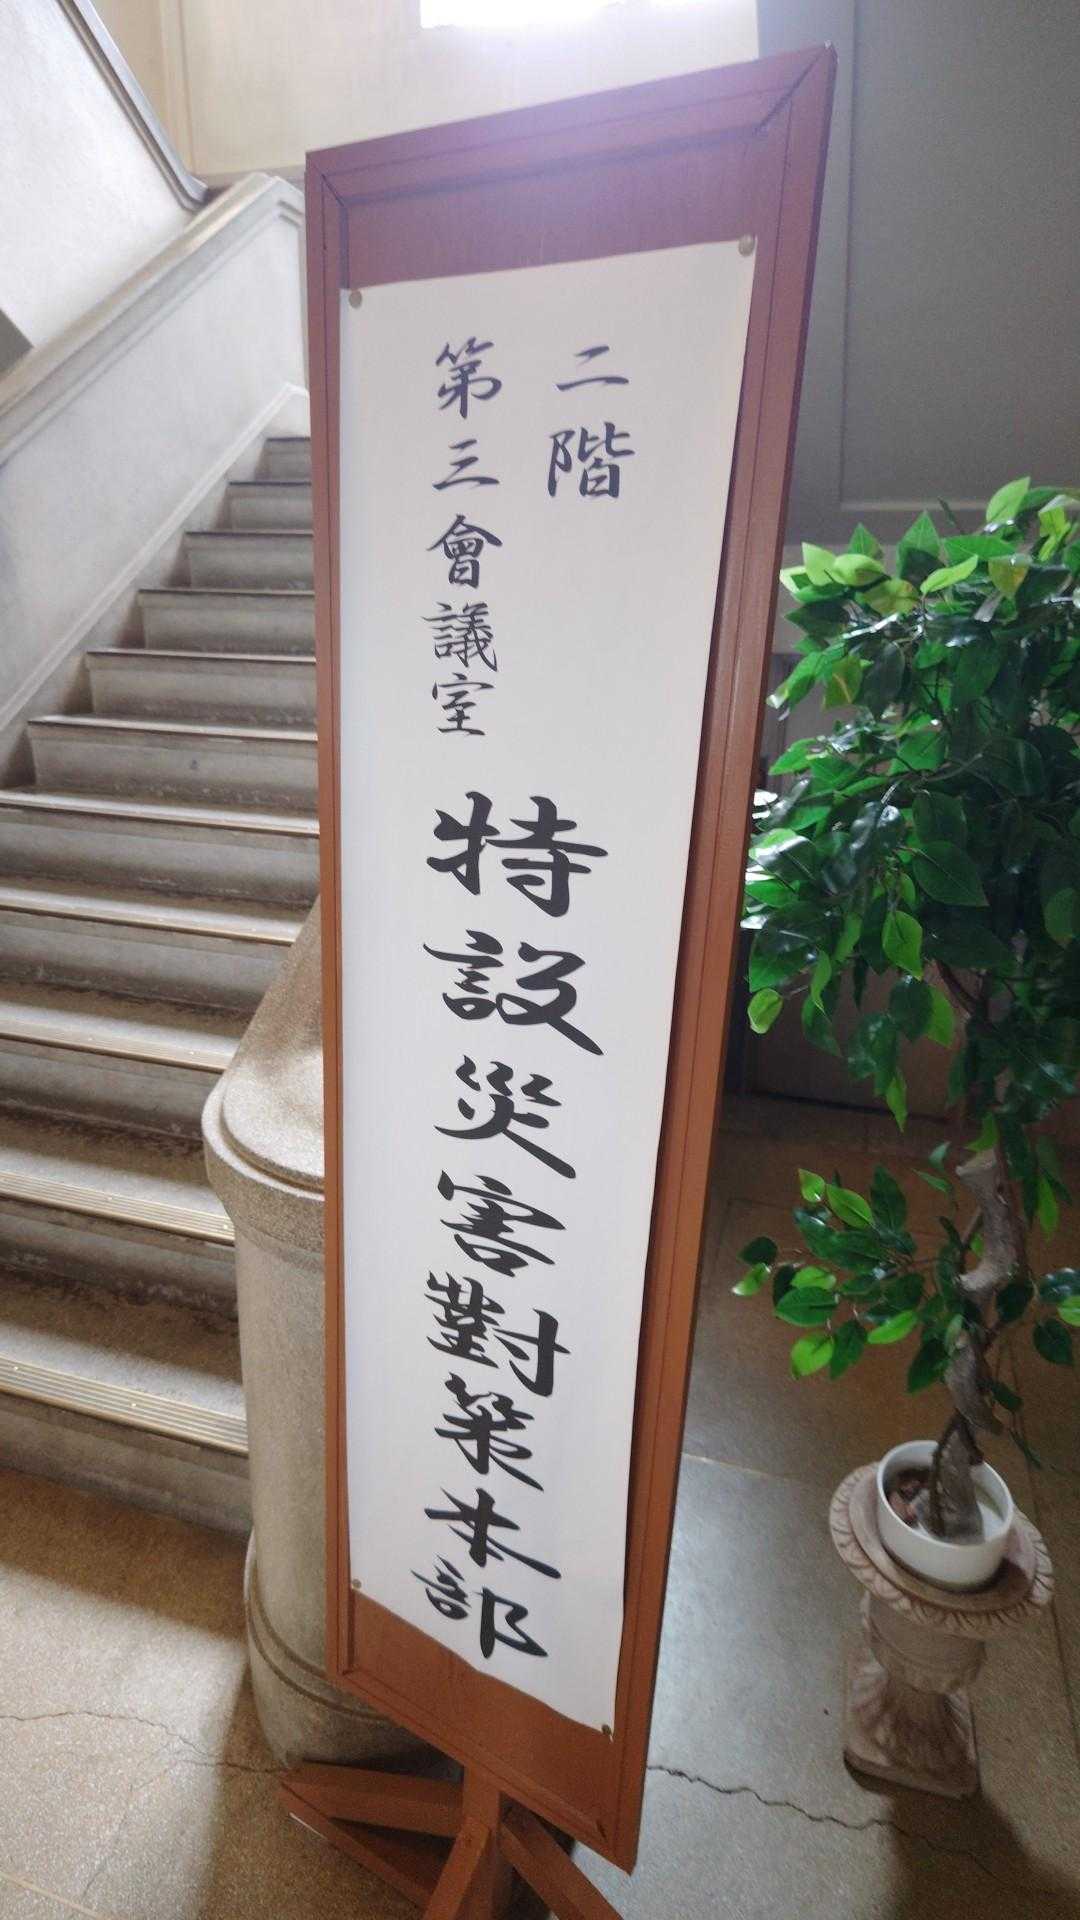 二階
第三會議室
特設災害對策本部